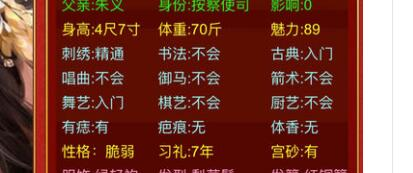 父亲:朱义 身份:按察使司 影响:0
身高:4尺7寸 体重:70斤 魅力:89
刺绣:精通 书法:不会 古典:入门
唱曲:不会 御马:不会 箭术:不会
舞艺:入门 棋艺:不会 厨艺:不会
有痣:有 疤痕:无 体香:无
性格：脆弱 习礼:7年 宫砂:有